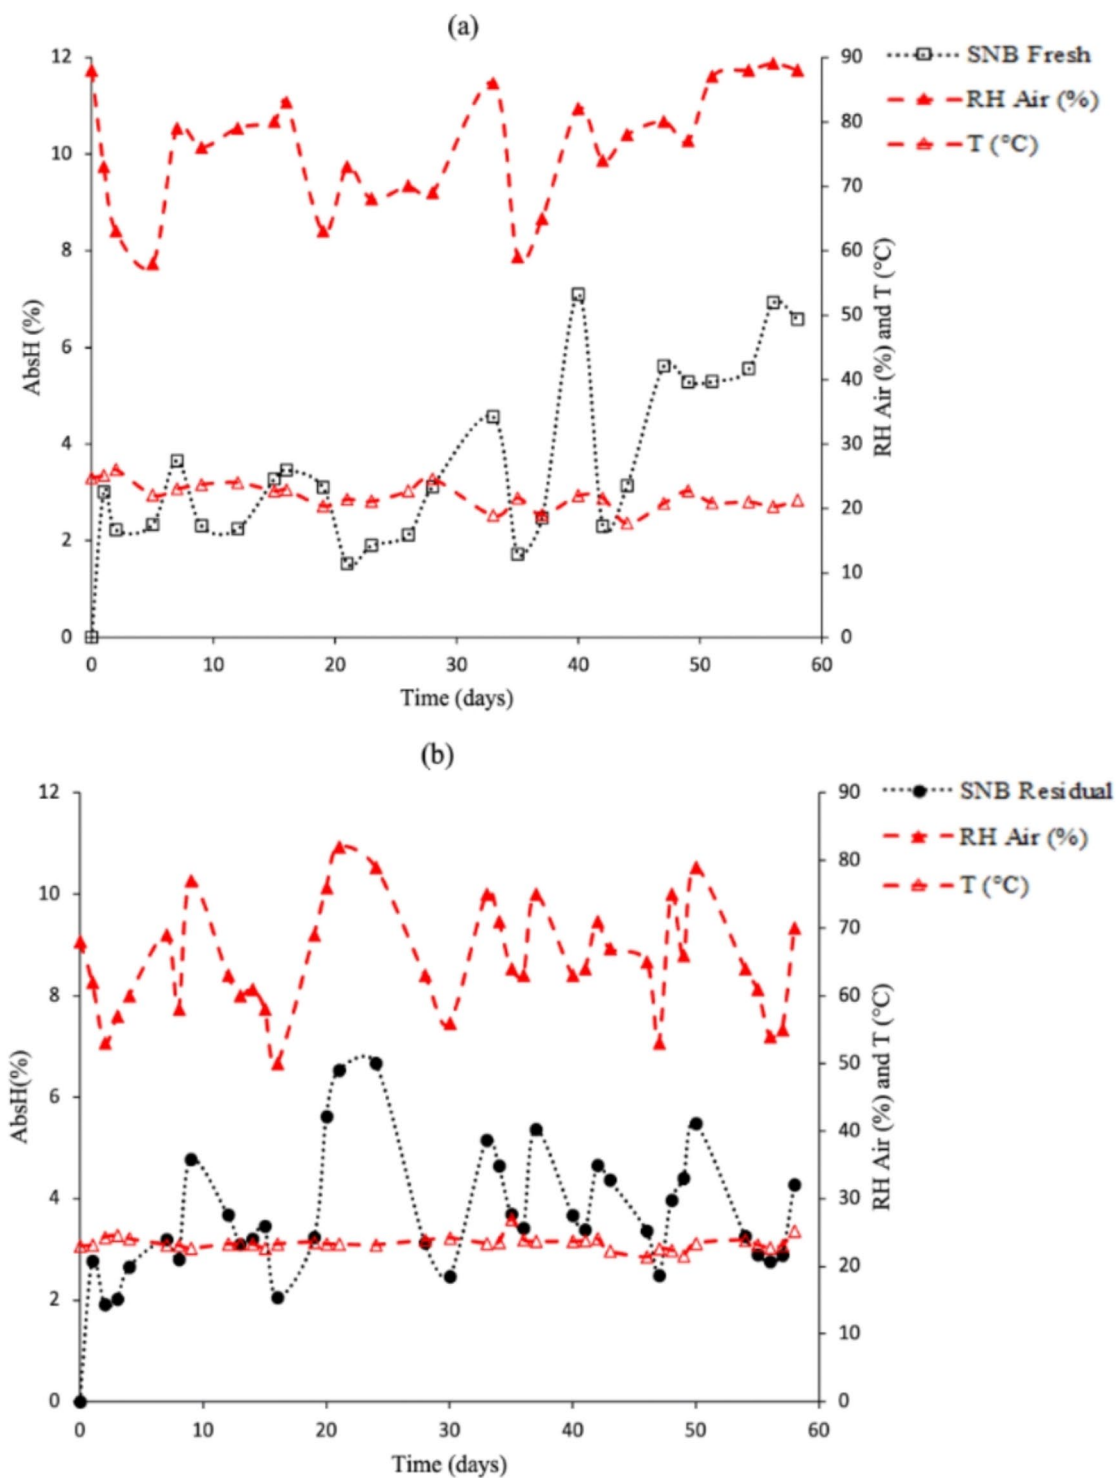 (a)
SNB Fresh
RH Air (%)
T (°C)
12
10
8
6
4
2
0
90
80
70
60
50
40
30
20
10
0
AbsH (%)
RH Air (%) and T (°C)
0 10 20 30 40 50 60
Time (days)
(b)
SNB Residual
RH Air (%)
T (°C)
12
10
8
6
4
2
0
90
80
70
60
50
40
30
20
10
0
AbsH(%)
RH Air (%) and T (°C)
0 10 20 30 40 50 60
Time (days)